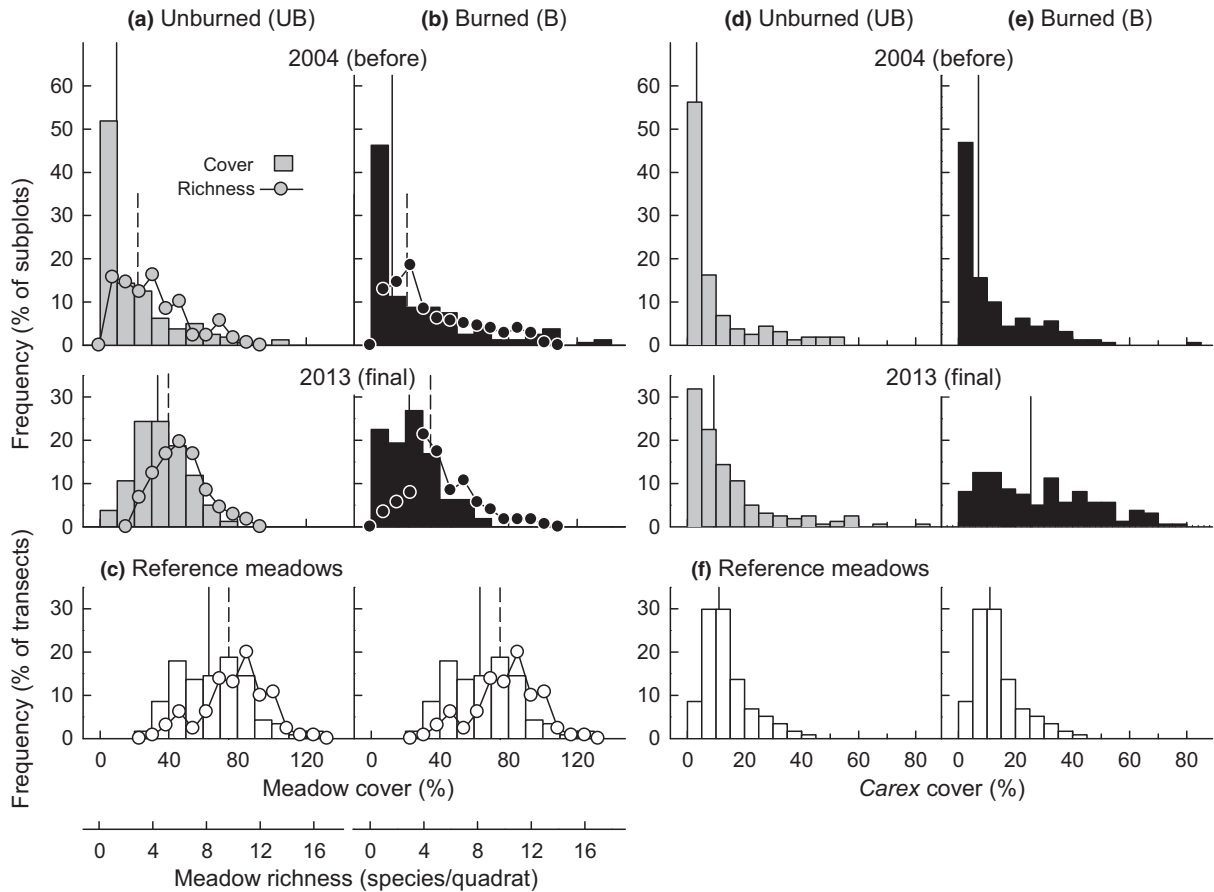 (a) Unburned (UB)
(b) Burned (B)
(d) Unburned (UB)
(e) Burned (B)
2004 (before)
2004 (before)
60
50
40
30
20
10
0
Cover
Richness
60
50
40
30
20
10
0
Frequency (% of subplots)
2013 (final)
2013 (final)
30
20
10
0
30
20
10
0
(c) Reference meadows
(f) Reference meadows
Frequency (% of transects)
30
20
10
0
30
20
10
0
0 40 80 120 0 40 80 120
Meadow cover (%)
0 20 40 60 0 20 40 60 80
Carex cover (%)
0 4 8 12 16 0 4 8 12 16
Meadow richness (species/quadrat)